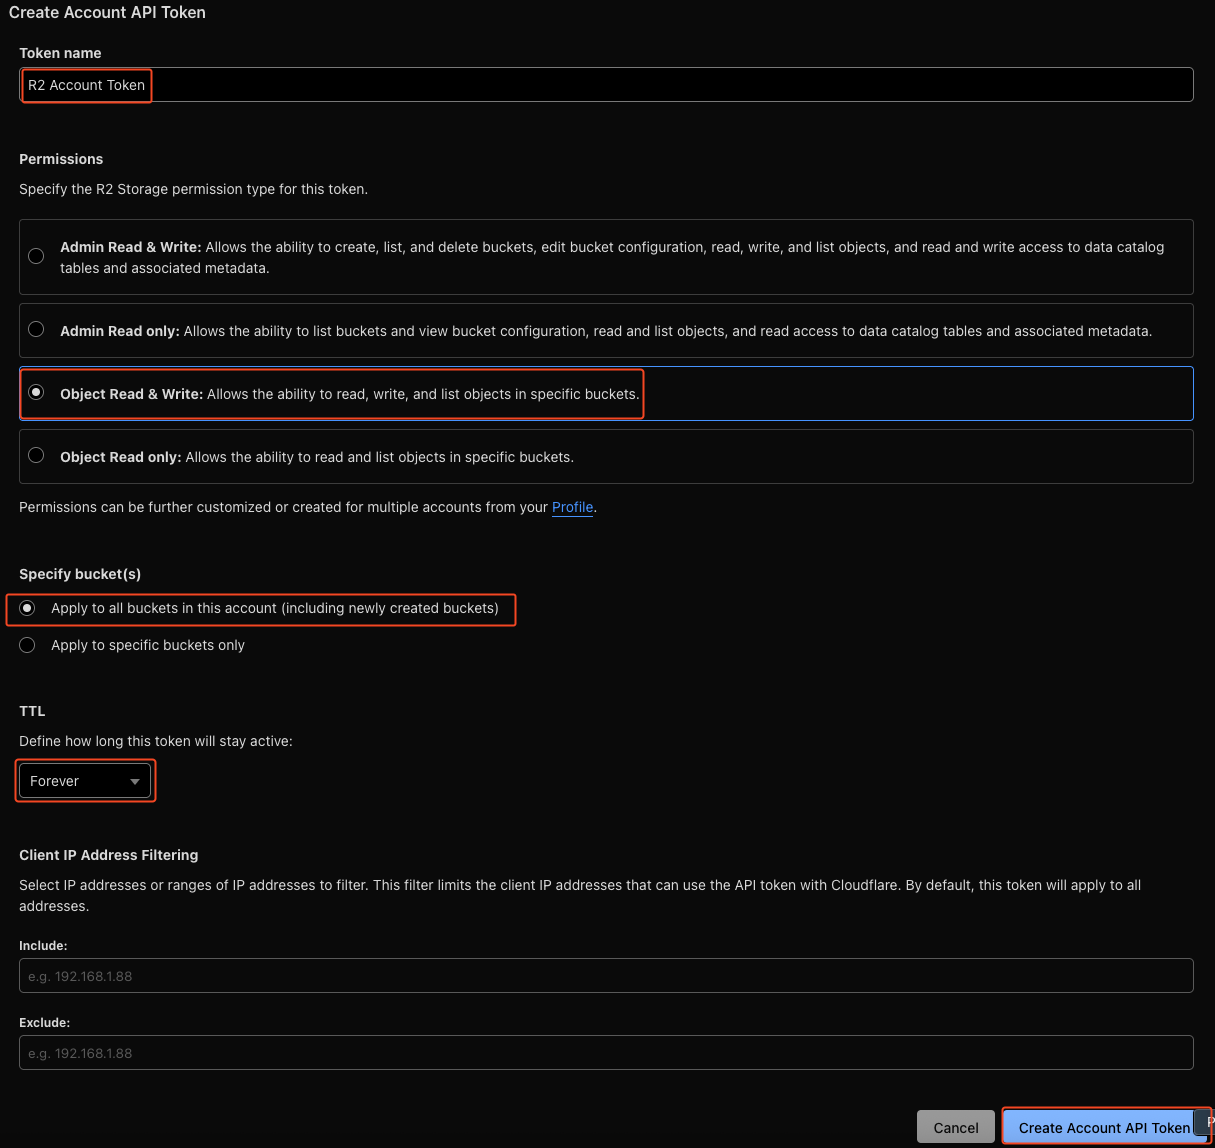 Create Account API Token
Token name
R2 Account Token
Permissions
Specify the R2 Storage permission type for this token.
Admin Read & Write: Allows the ability to create, list, and delete buckets, edit bucket configuration, read, write, and list objects, and read and write access to data catalog
tables and associated metadata.
Admin Read only: Allows the ability to list buckets and view bucket configuration, read and list objects, and read access to data catalog tables and associated metadata.
Object Read & Write: Allows the ability to read, write, and list objects in specific buckets.
Object Read only: Allows the ability to read and list objects in specific buckets.
Permissions can be further customized or created for multiple accounts from your Profile.
Specify bucket(s)
Apply to all buckets in this account (including newly created buckets)
Apply to specific buckets only
TTL
Define how long this token will stay active:
Forever
Client IP Address Filtering
Select IP addresses or ranges of IP addresses to filter. This filter limits the client IP addresses that can use the API token with Cloudflare. By default, this token will apply to all
addresses.
Include:
e.g. 192.168.1.88
Exclude:
e.g. 192.168.1.88
Cancel
Create Account API Token